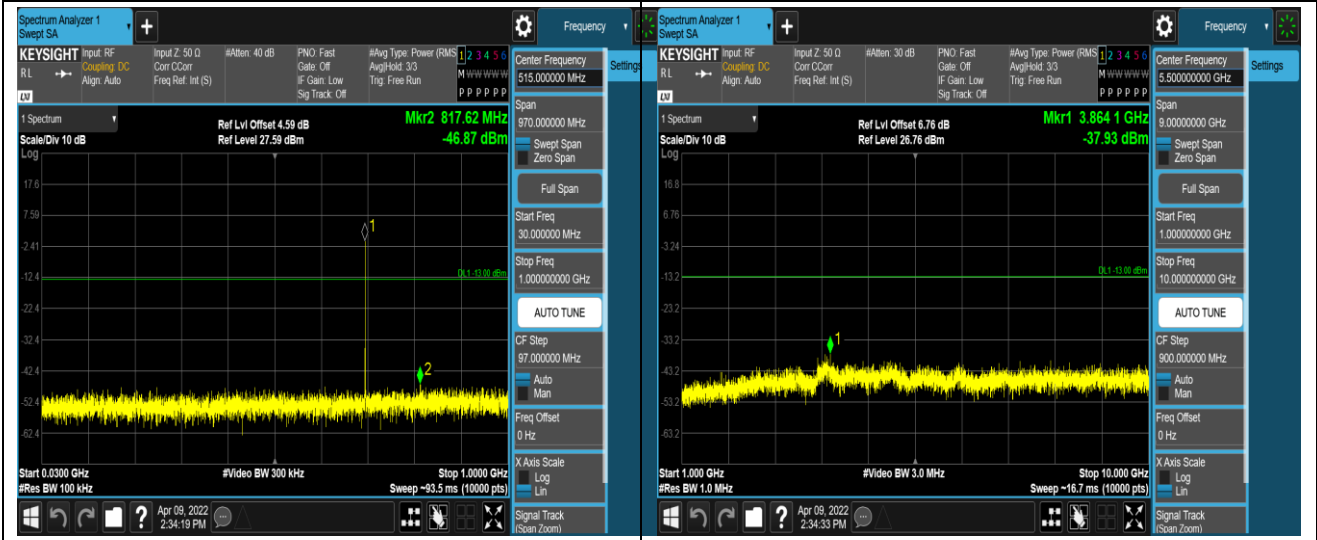 Spectrum Analyzer 1
Swept SA
Frequency
KEYSIGHT
RL
Input: RF
Coupling: DC
Align: Auto
Input Z: 50 Ω
Corr CCorr
Freq Ref: Int (S)
#Atten: 40 dB
PNO: Fast
Gate: Off
IF Gain: Low
Sig Track: Off
#Avg Type: Power (RMS
Avg|Hold: 3/3
Trig: Free Run
1 2 3 4 5 6
M W W W W W
P P P P P P
Center Frequency
515.000000 MHz
Settings
Span
970.000000 MHz
Swept Span
Zero Span
Full Span
Start Freq
30.000000 MHz
Stop Freq
1.000000000 GHz
AUTO TUNE
CF Step
97.000000 MHz
Auto
Man
Freq Offset
0 Hz
X Axis Scale
Log
Lin
Signal Track
(Span Zoom)
1 Spectrum
Scale/Div 10 dB
Log
Ref Lvl Offset 4.59 dB
Ref Level 27.59 dBm
Mkr2 817.62 MHz
-46.87 dBm
17.6
7.59
-2.41
-12.4
-22.4
-32.4
-42.4
-52.4
-62.4
1
DL1 -13.00 dBm
2
Start 0.0300 GHz
#Res BW 100 kHz
#Video BW 300 kHz
Stop 1.0000 GHz
Sweep ~93.5 ms (10000 pts)
?
Apr 09, 2022
2:34:19 PM
Spectrum Analyzer 1
Swept SA
Frequency
KEYSIGHT
RL
Input: RF
Coupling: DC
Align: Auto
Input Z: 50 Ω
Corr CCorr
Freq Ref: Int (S)
#Atten: 30 dB
PNO: Fast
Gate: Off
IF Gain: Low
Sig Track: Off
#Avg Type: Power (RMS
Avg|Hold: 3/3
Trig: Free Run
1 2 3 4 5 6
M W W W W W
P P P P P P
Center Frequency
5.500000000 GHz
Settings
Span
9.00000000 GHz
Swept Span
Zero Span
Full Span
Start Freq
1.000000000 GHz
Stop Freq
10.000000000 GHz
AUTO TUNE
CF Step
900.000000 MHz
Auto
Man
Freq Offset
0 Hz
X Axis Scale
Log
Lin
Signal Track
(Span Zoom)
1 Spectrum
Scale/Div 10 dB
Log
Ref Lvl Offset 6.76 dB
Ref Level 26.76 dBm
Mkr1 3.864 1 GHz
-37.93 dBm
16.8
6.76
-3.24
-13.2
-23.2
-33.2
-43.2
-53.2
-63.2
DL1 -13.00 dBm
1
Start 1.000 GHz
#Res BW 1.0 MHz
#Video BW 3.0 MHz
Stop 10.000 GHz
Sweep ~16.7 ms (10000 pts)
?
Apr 09, 2022
2:34:33 PM